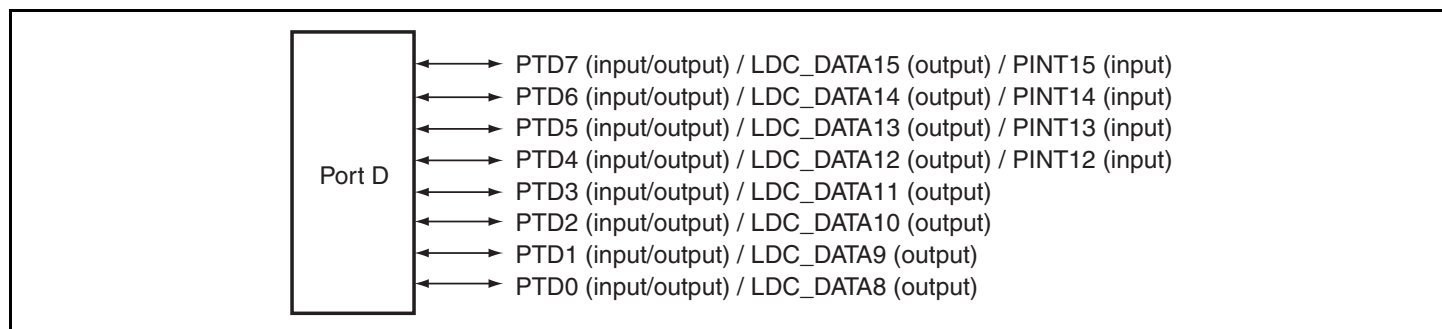 PTD7 (input/output) / LDC_DATA15 (output) / PINT15 (input)
PTD6 (input/output) / LDC_DATA14 (output) / PINT14 (input)
PTD5 (input/output) / LDC_DATA13 (output) / PINT13 (input)
PTD4 (input/output) / LDC_DATA12 (output) / PINT12 (input)
Port D
PTD3 (input/output) / LDC_DATA11 (output)
PTD2 (input/output) / LDC_DATA10 (output)
PTD1 (input/output) / LDC_DATA9 (output)
PTD0 (input/output) / LDC_DATA8 (output)